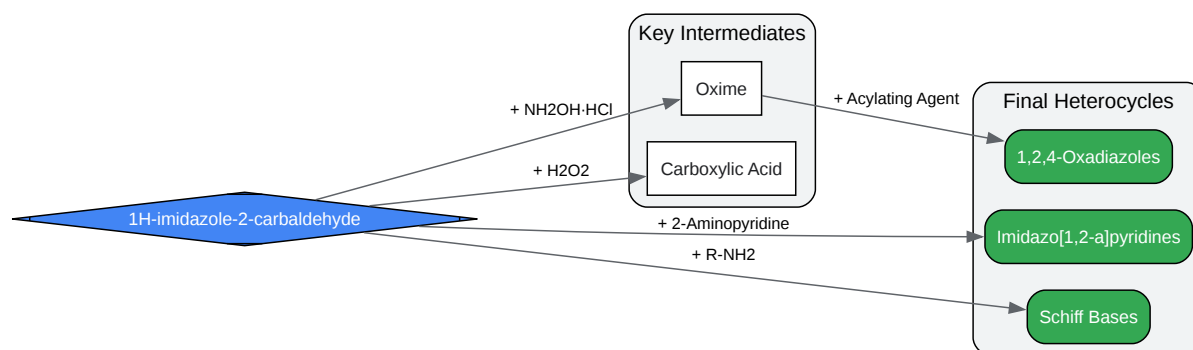 Key Intermediates
Oxime
Carboxylic Acid
+ NH2OH·HCl
+ H2O2
1H-imidazole-2-carbaldehyde
+ 2-Aminopyridine
+ R-NH2
+ Acylating Agent
Final Heterocycles
1,2,4-Oxadiazoles
Imidazo[1,2-a]pyridines
Schiff Bases